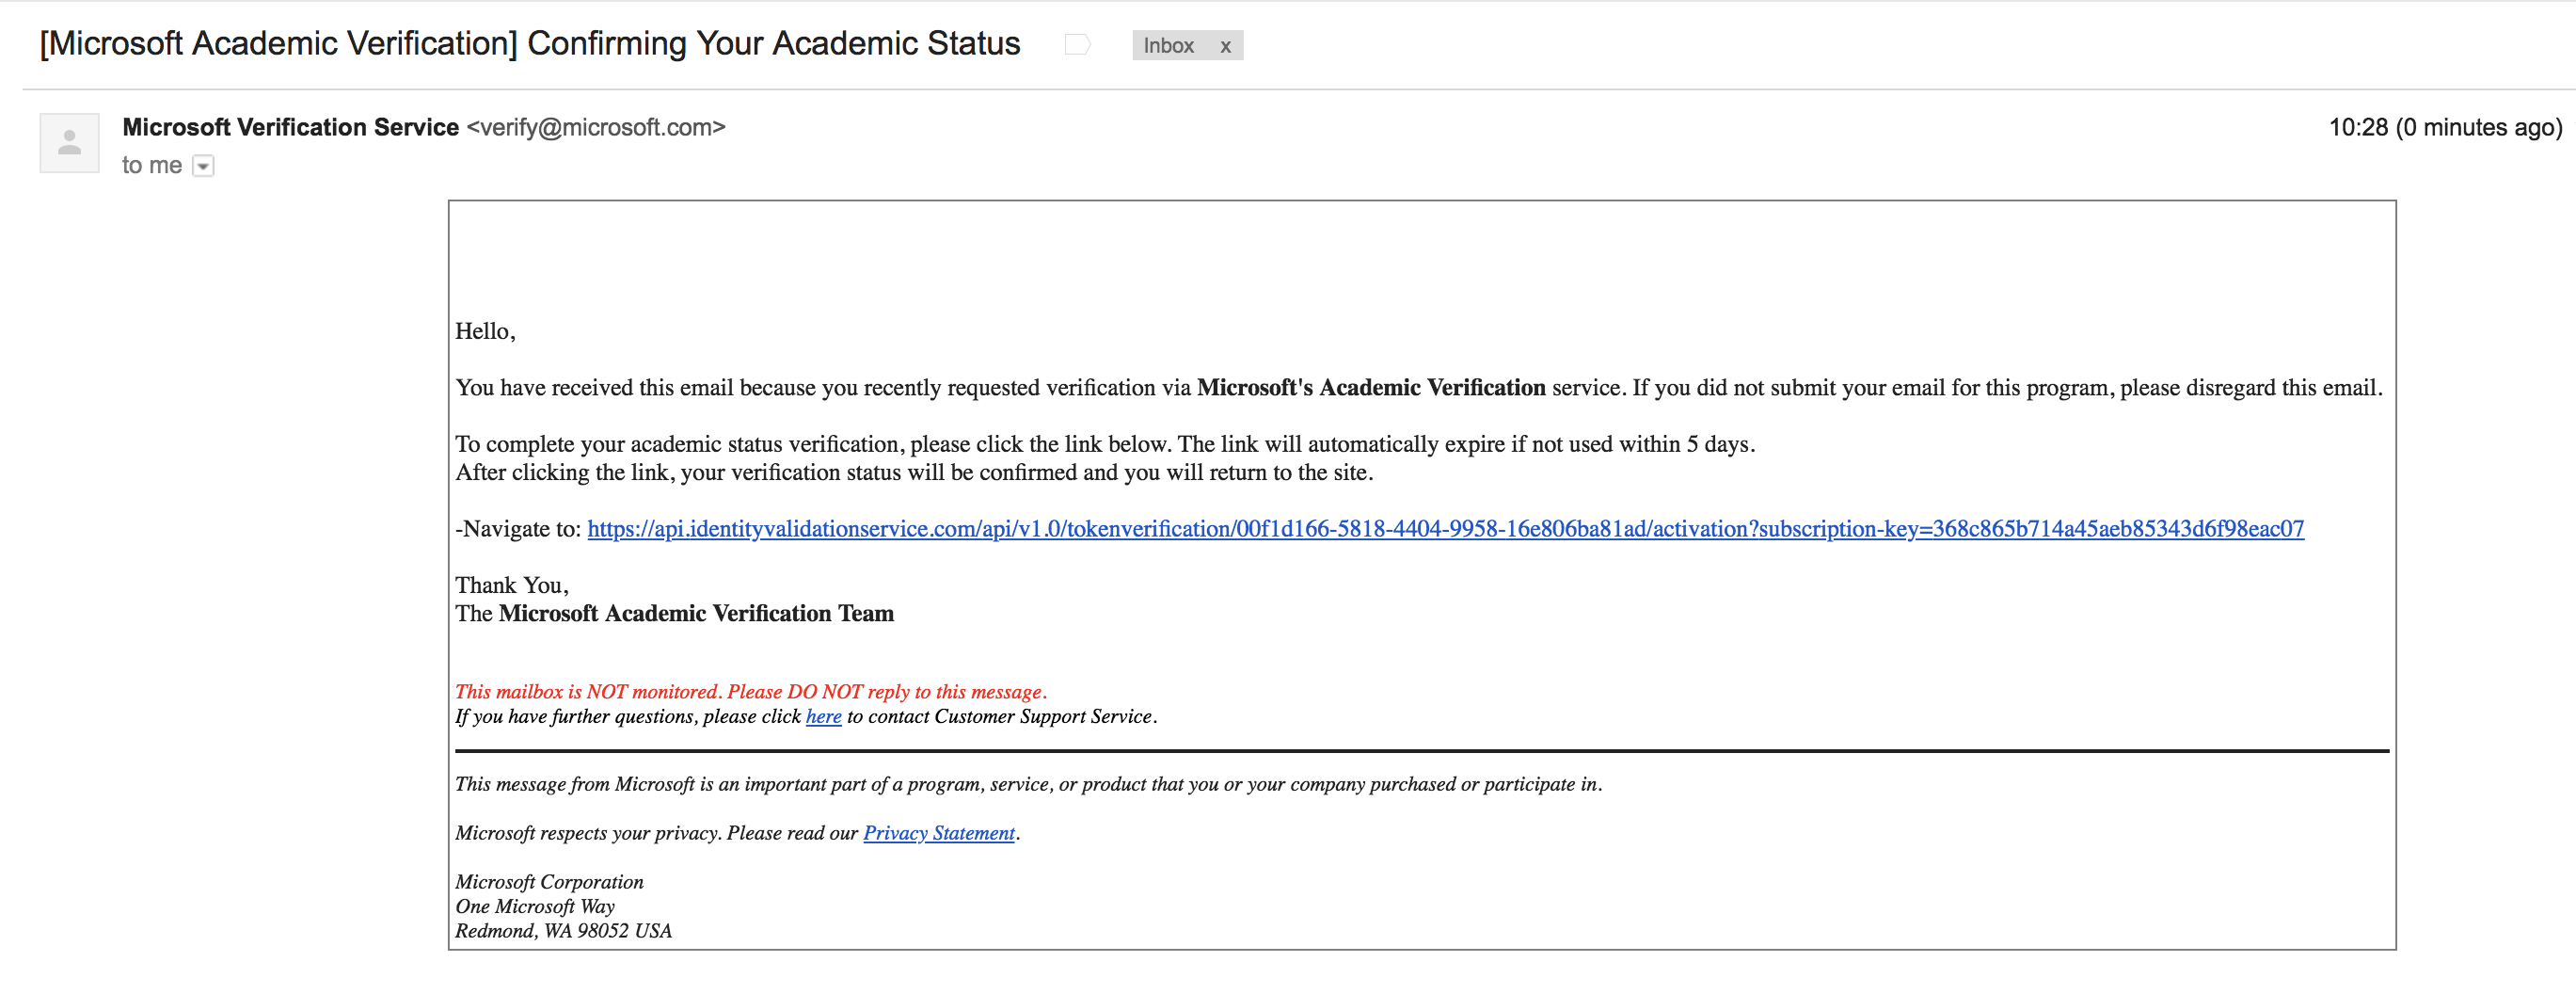 [Microsoft Academic Verification] Confirming Your Academic Status Inbox x
Microsoft Verification Service <verify@microsoft.com> 10:28 (0 minutes ago)
to me
Hello,
You have received this email because you recently requested verification via Microsoft's Academic Verification service. If you did not submit your email for this program, please disregard this email.
To complete your academic status verification, please click the link below. The link will automatically expire if not used within 5 days.
After clicking the link, your verification status will be confirmed and you will return to the site.
-Navigate to: https://api.identityvalidationservice.com/api/v1.0/tokenverification/00f1d166-5818-4404-9958-16e806ba81ad/activation?subscription-key=368c865b714a45aeb85343d6f98eac07
Thank You,
The Microsoft Academic Verification Team
This mailbox is NOT monitored. Please DO NOT reply to this message.
If you have further questions, please click here to contact Customer Support Service.
This message from Microsoft is an important part of a program, service, or product that you or your company purchased or participate in.
Microsoft respects your privacy. Please read our Privacy Statement.
Microsoft Corporation
One Microsoft Way
Redmond, WA 98052 USA